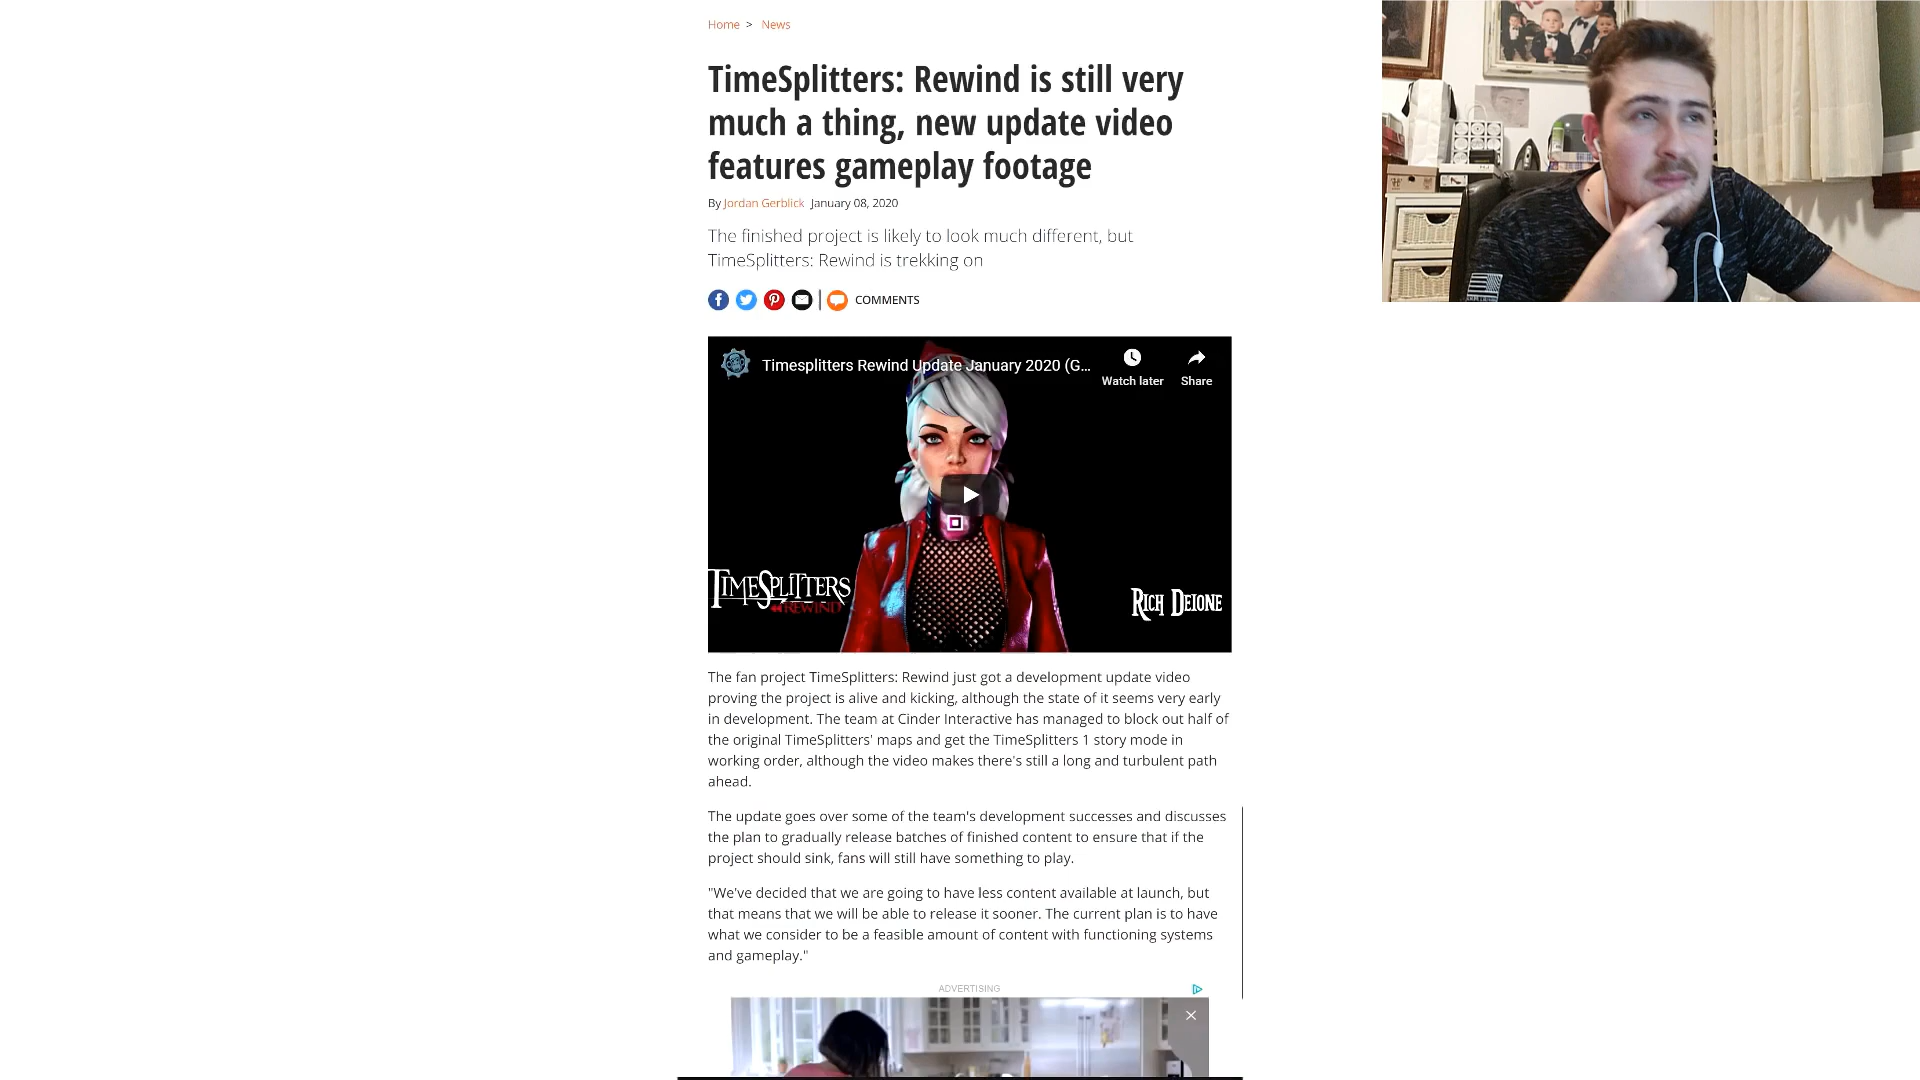 Home > News
TimeSplitters: Rewind is still very
much a thing, new update video
features gameplay footage
By Jordan Gerblick January 08, 2020
The finished project is likely to look much different, but
TimeSplitters: Rewind is trekking on
COMMENTS
Timesplitters Rewind Update January 2020 (G...
Watch later
Share
TIMESPLITTERS
REWIND
RICH DEIONE
The fan project TimeSplitters: Rewind just got a development update video
proving the project is alive and kicking, although the state of it seems very early
in development. The team at Cinder Interactive has managed to block out half of
the original TimeSplitters' maps and get the TimeSplitters 1 story mode in
working order, although the video makes there's still a long and turbulent path
ahead.
The update goes over some of the team's development successes and discusses
the plan to gradually release batches of finished content to ensure that if the
project should sink, fans will still have something to play.
"We've decided that we are going to have less content available at launch, but
that means that we will be able to release it sooner. The current plan is to have
what we consider to be a feasible amount of content with functioning systems
and gameplay."
ADVERTISING